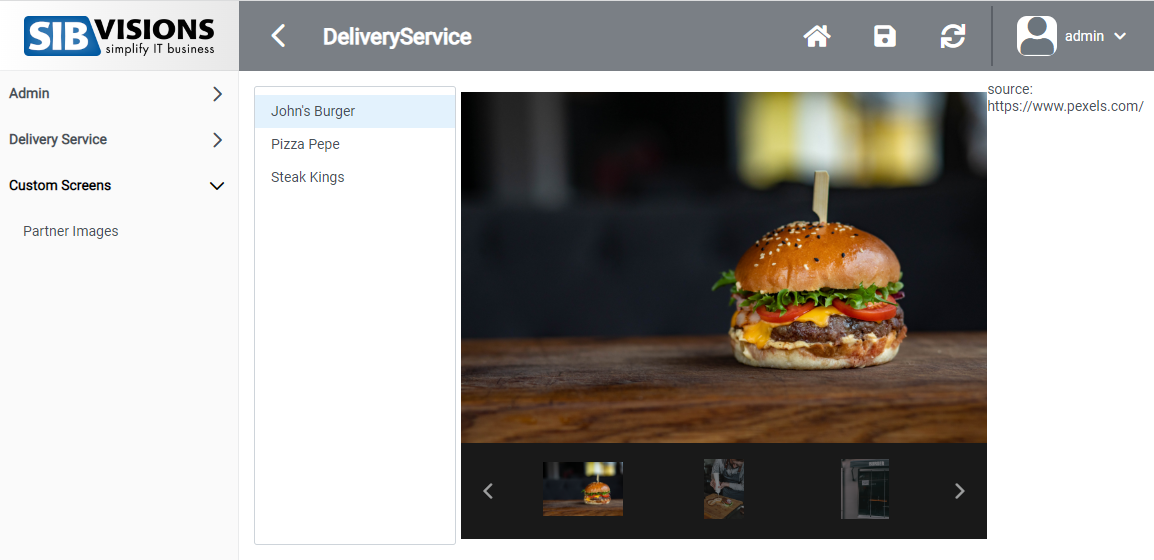 SIB VISIONS
simplify IT business
DeliveryService
admin
Admin
Delivery Service
Custom Screens
Partner Images
John's Burger
Pizza Pepe
Steak Kings
source:
https://www.pexels.com/